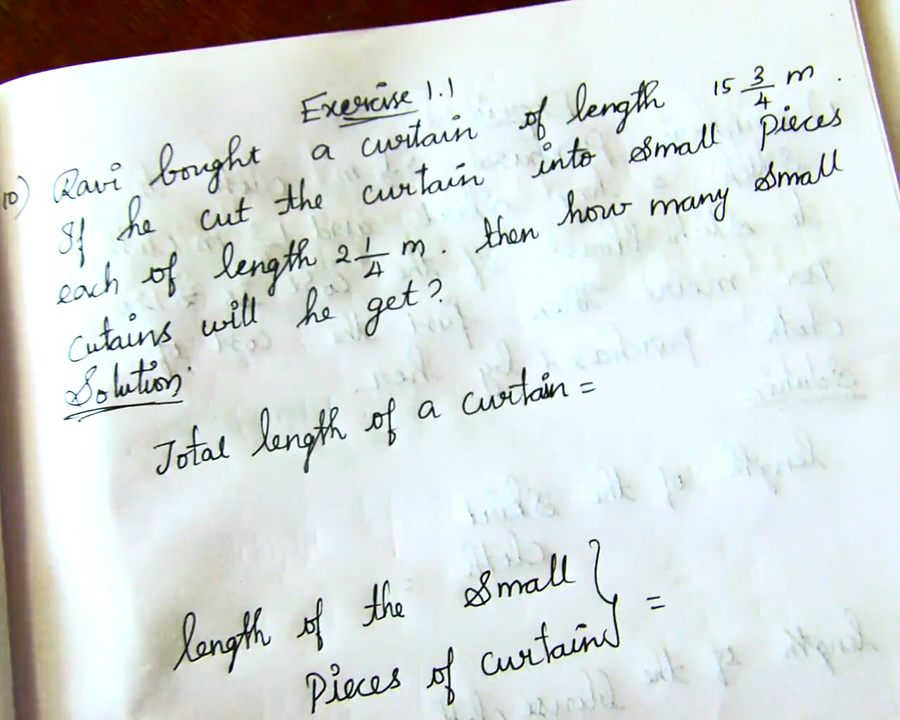 Exercise 1.1
10) Ravi bought a curtain of length 15 3/4 m.
If he cut the curtain into small pieces
each of length 2 1/4 m. then how many small
cutains will he get?
Solution:
Total length of a curtain =
length of the small
Pieces of curtain} =